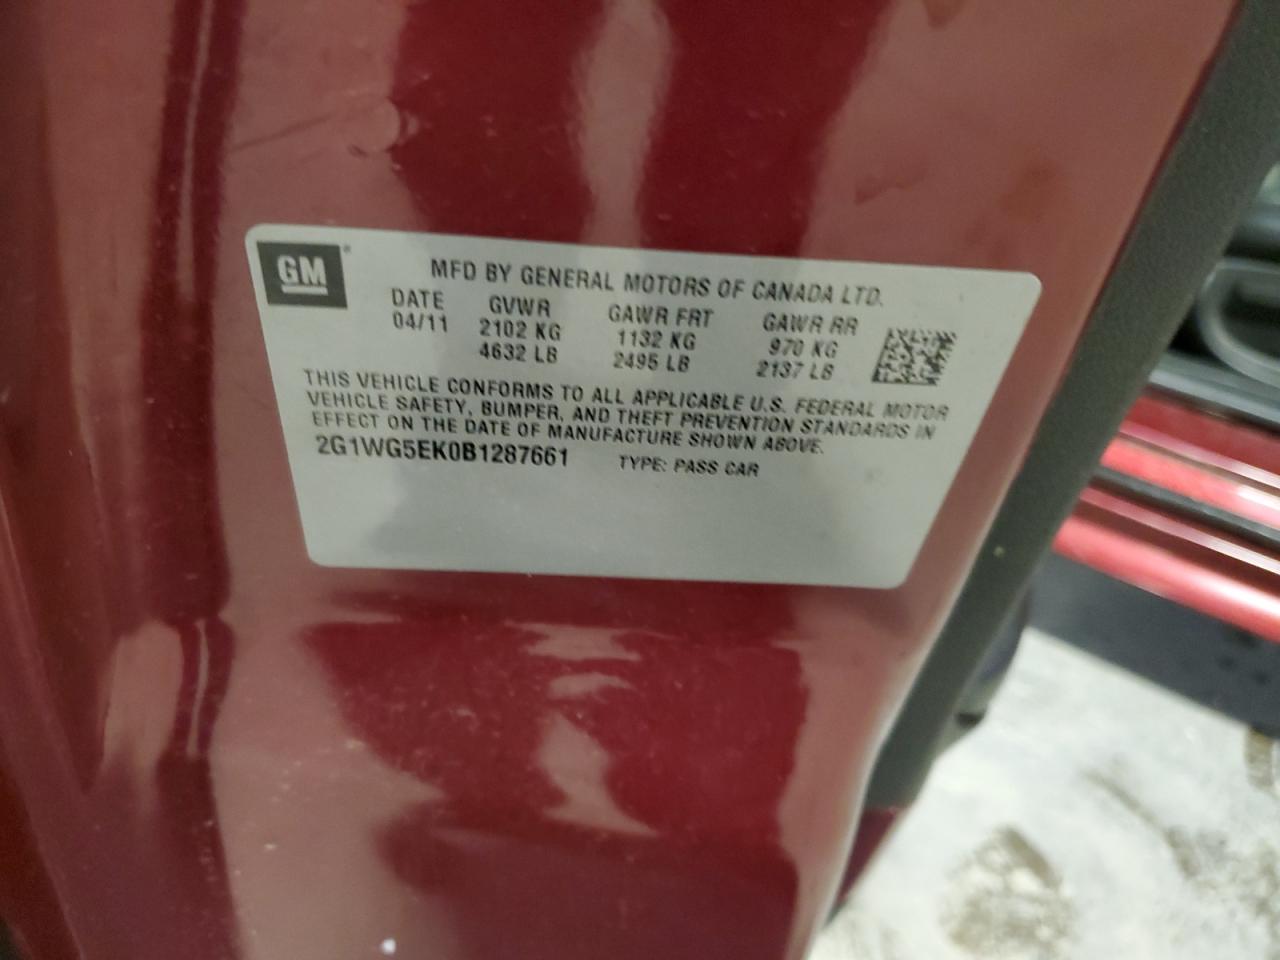 GM
MFD BY GENERAL MOTORS OF CANADA LTD.
DATE GVWR GAWR FRT GAWR RR
04/11 2102 KG 1132 KG 970 KG
4632 LB 2495 LB 2137 LB
THIS VEHICLE CONFORMS TO ALL APPLICABLE U.S. FEDERAL MOTOR
VEHICLE SAFETY, BUMPER, AND THEFT PREVENTION STANDARDS IN
EFFECT ON THE DATE OF MANUFACTURE SHOWN ABOVE.
2G1WG5EK0B1287661 TYPE: PASS CAR